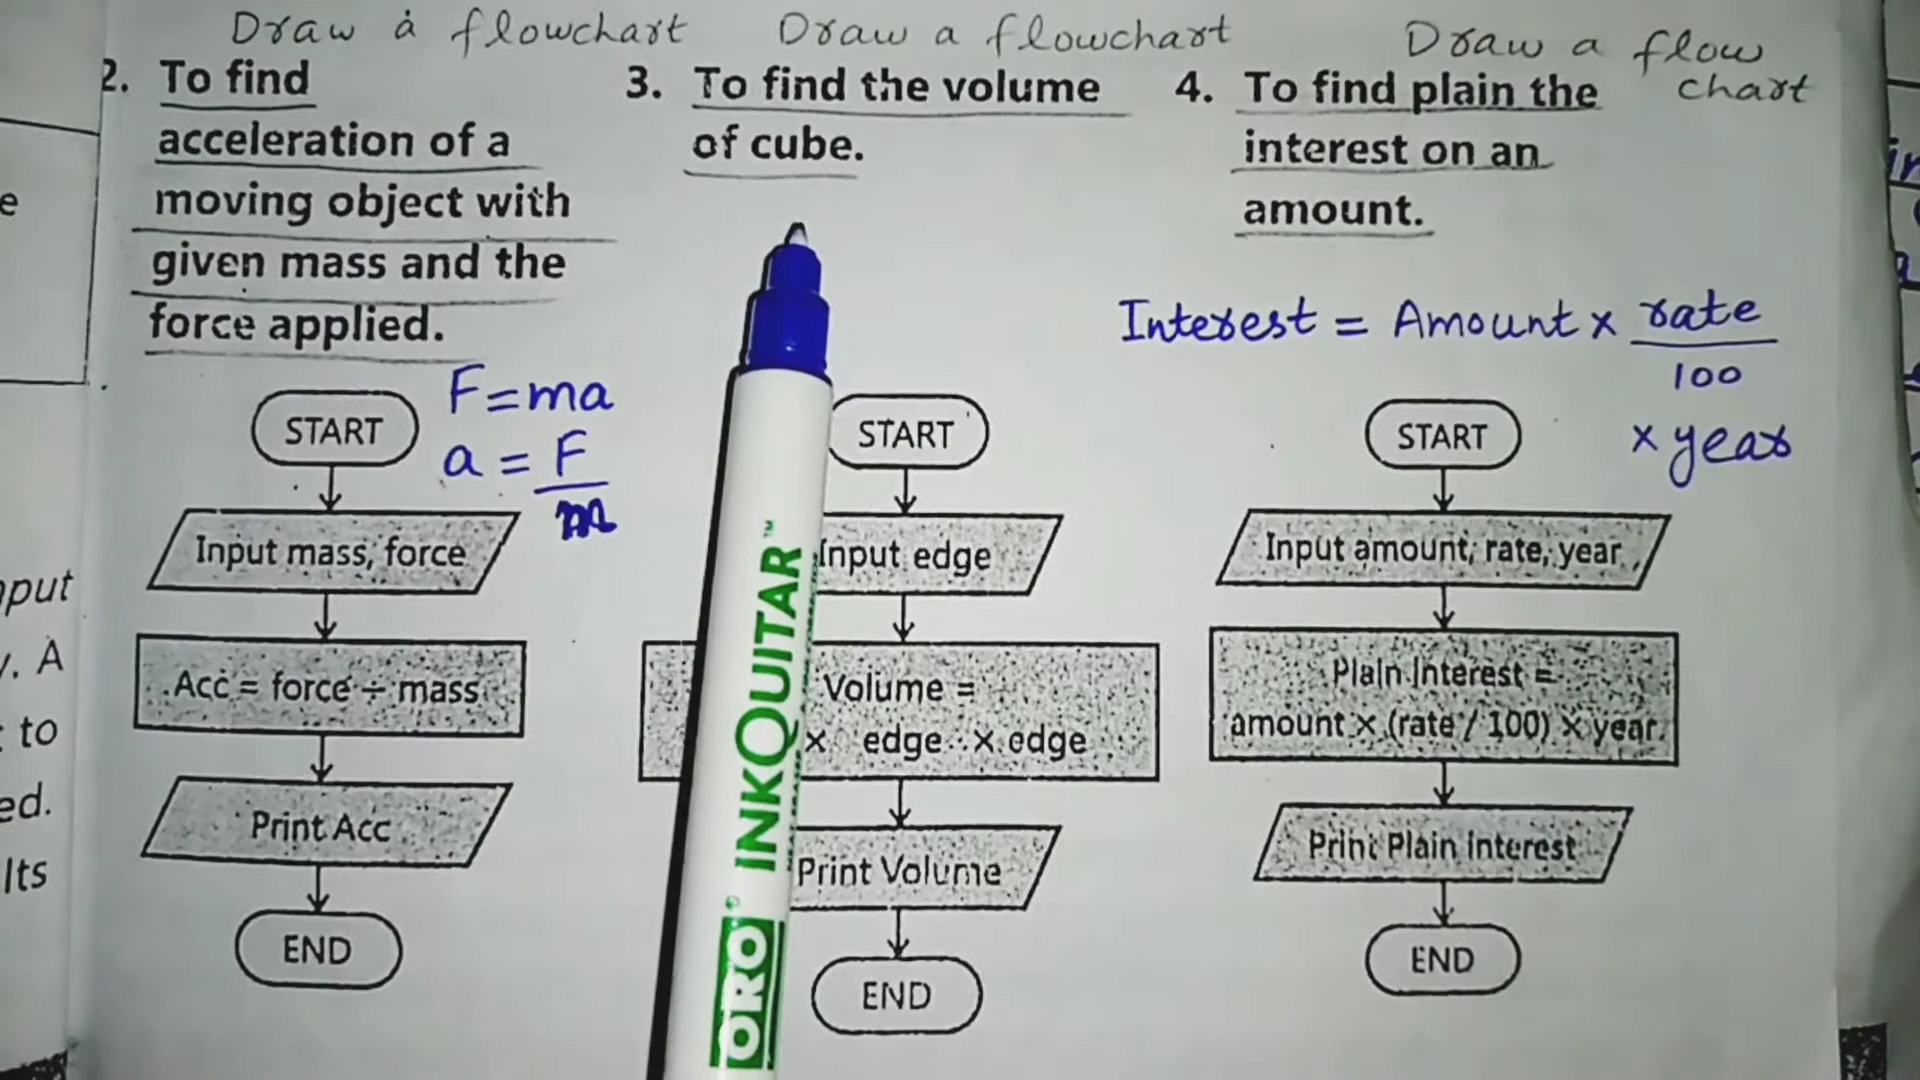 Draw a flowchart
2. To find
acceleration of a
moving object with
given mass and the
force applied.
F=ma
a = F
m
START
Input mass, force
Acc = force ÷ mass
Print Acc
END
Draw a flowchart
3. To find the volume
of cube.
START
Input edge
Volume =
x edge x edge
Print Volume
END
Draw a flow
chart
4. To find plain the
interest on an
amount.
Interest = Amount x rate
100
x year
START
Input amount, rate, year
Plain Interest =
amount x (rate / 100) x year
Print Plain interest
END
ORO INKQUITAR™
e
put
. A
to
ed.
lts